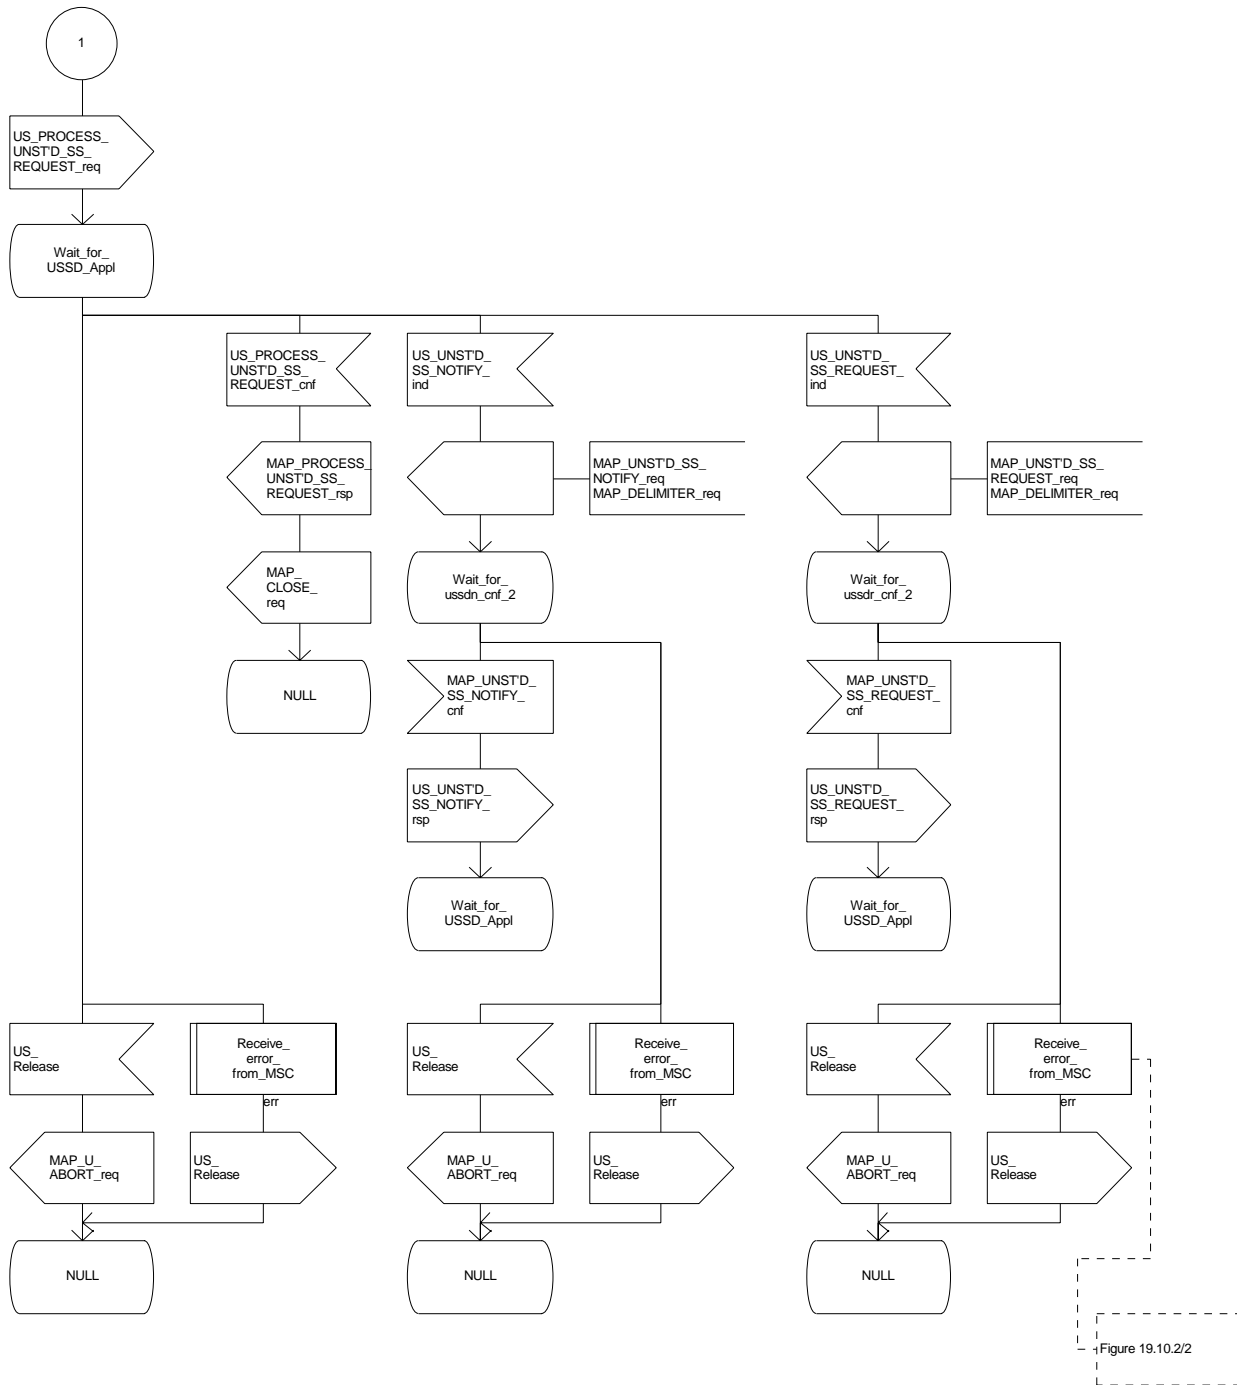 1
US_PROCESS_
UNST'D_SS_
REQUEST_req
Wait_for_
USSD_Appl
US_PROCESS_
UNST'D_SS_
REQUEST_cnf
US_UNST'D_
SS_NOTIFY_
ind
US_UNST'D_
SS_REQUEST_
ind
MAP_PROCESS_
UNST'D_SS_
REQUEST_rsp
MAP_UNST'D_SS_
NOTIFY_req
MAP_DELIMITER_req
MAP_UNST'D_SS_
REQUEST_req
MAP_DELIMITER_req
MAP_
CLOSE_
req
Wait_for_
ussdn_cnf_2
Wait_for_
ussdr_cnf_2
NULL
MAP_UNST'D_
SS_NOTIFY_
cnf
MAP_UNST'D_
SS_REQUEST_
cnf
US_UNST'D_
SS_NOTIFY_
rsp
US_UNST'D_
SS_REQUEST_
rsp
Wait_for_
USSD_Appl
Wait_for_
USSD_Appl
US_
Release
Receive_
error_
from_MSC
err
US_
Release
Receive_
error_
from_MSC
err
US_
Release
Receive_
error_
from_MSC
err
MAP_U_
ABORT_req
US_
Release
MAP_U_
ABORT_req
US_
Release
MAP_U_
ABORT_req
US_
Release
NULL
NULL
NULL
Figure 19.10.2/2